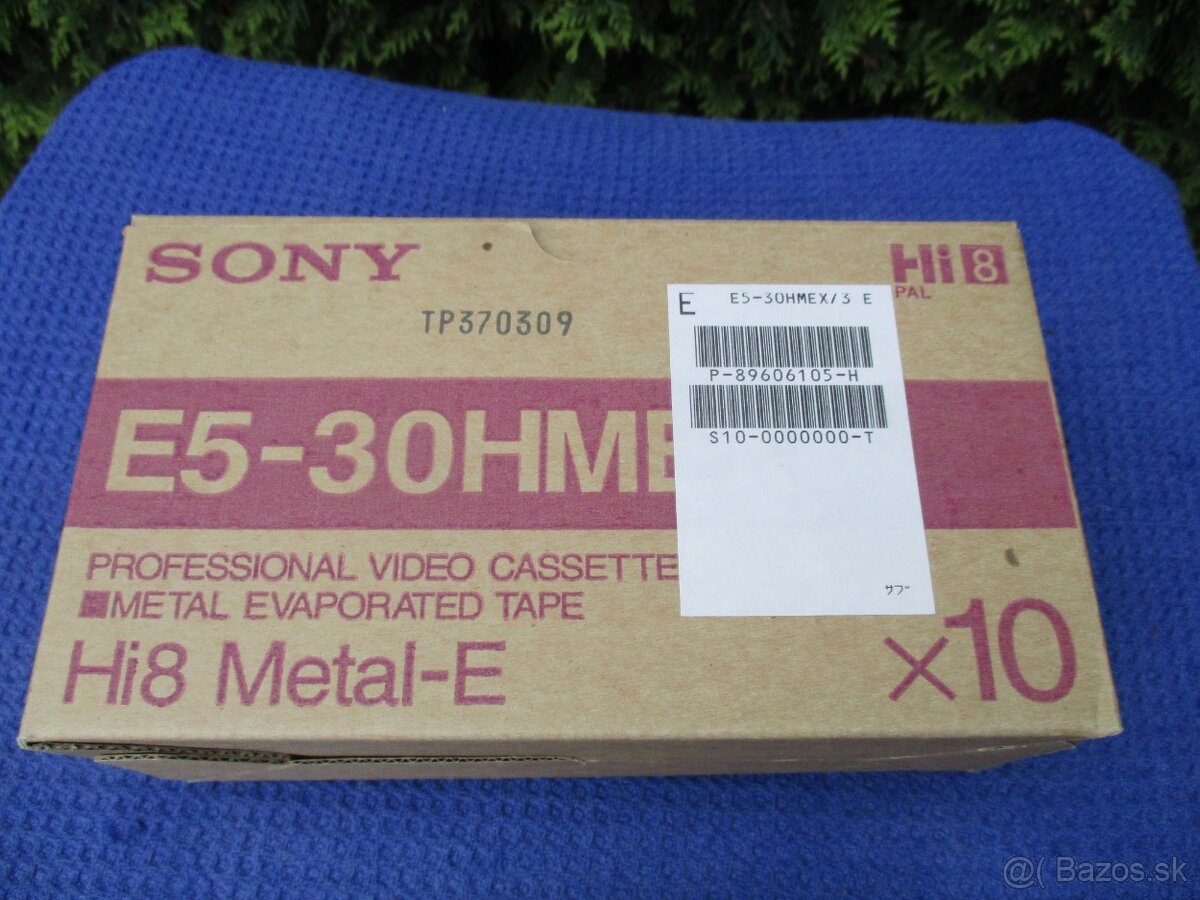 SONY
Hi8
PAL
TP370309
E E5-30HMEX/3 E
P-89606105-H
S10-0000000-T
サブ
E5-30HME
PROFESSIONAL VIDEO CASSETTE
METAL EVAPORATED TAPE
Hi8 Metal-E
x10
@( Bazos.sk